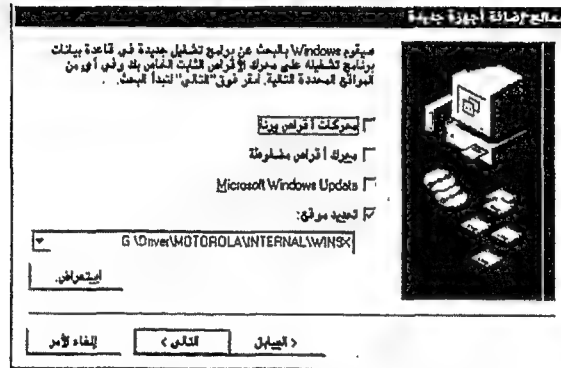 معالج إضافة أجهزة جديدة
سيقوم Windows بالبحث عن برامج تشغيل جديدة في قاعدة بيانات
برنامج تشغيله على محرك الأقراص الثابت الخاص بك وفي أي من
المواقع المحددة التالية. انقر فوق "التالي" لتبدأ البحث.
محركات أقراص مرنة
محرك أقراص مضغوطة
Microsoft Windows Update
تحديد موقع:
G:\Driver\MOTOROLA\INTERNAL\WIN9X
استعراض.
< السابق
التالي >
إلغاء الأمر